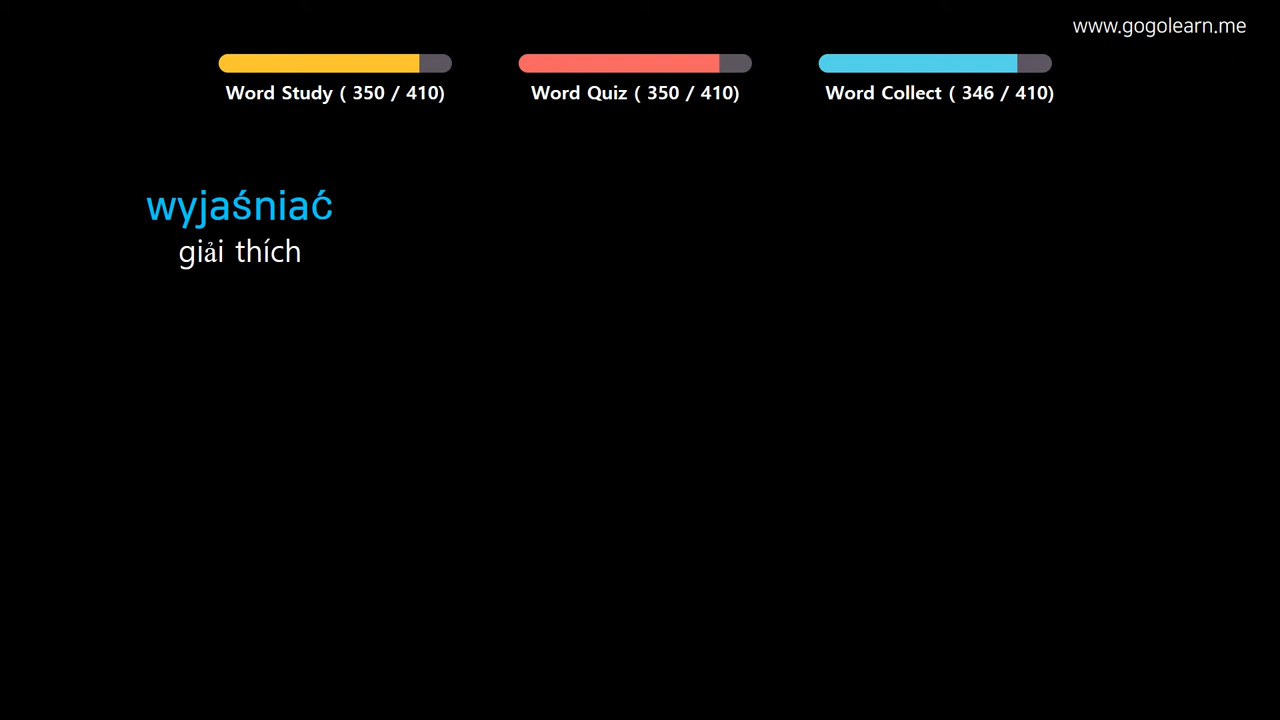 www.gogolearn.me
Word Study ( 350 / 410)
Word Quiz ( 350 / 410)
Word Collect ( 346 / 410)
wyjaśniać
giải thích